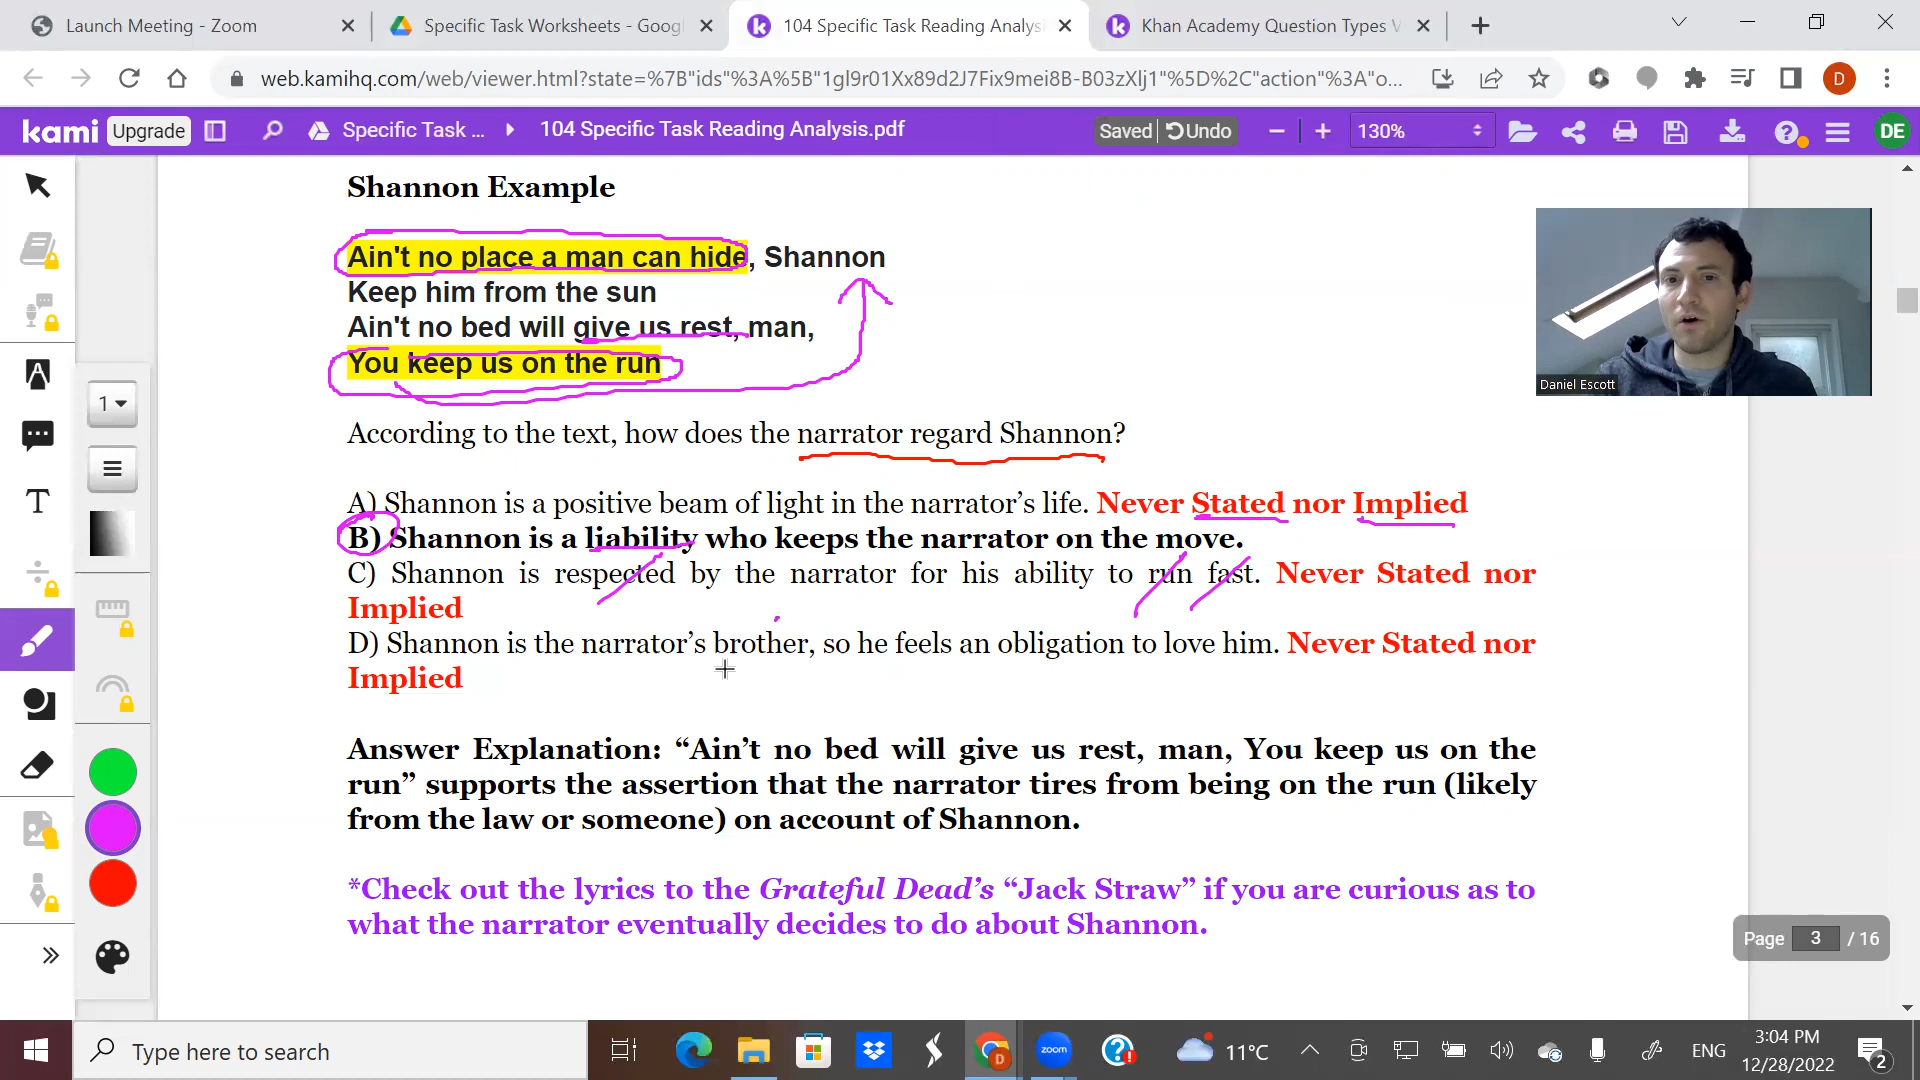 Launch Meeting - Zoom
Specific Task Worksheets - Goog
104 Specific Task Reading Analys
Khan Academy Question Types V
web.kamihq.com/web/viewer.html?state=%7B"ids"%3A%5B"1gl9r01Xx89d2J7Fix9mei8B-B03zXlj1"%5D%2C"action"%3A"o...
D
kami Upgrade
Specific Task ...
104 Specific Task Reading Analysis.pdf
Saved Undo
130%
DE
Shannon Example
Ain't no place a man can hide, Shannon
Keep him from the sun
Ain't no bed will give us rest, man,
You keep us on the run
Daniel Escott
1
According to the text, how does the narrator regard Shannon?
A) Shannon is a positive beam of light in the narrator's life. Never Stated nor Implied
B) Shannon is a liability who keeps the narrator on the move.
C) Shannon is respected by the narrator for his ability to run fast. Never Stated nor
Implied
D) Shannon is the narrator's brother, so he feels an obligation to love him. Never Stated nor
Implied
Answer Explanation: “Ain't no bed will give us rest, man, You keep us on the
run” supports the assertion that the narrator tires from being on the run (likely
from the law or someone) on account of Shannon.
*Check out the lyrics to the Grateful Dead's “Jack Straw” if you are curious as to
what the narrator eventually decides to do about Shannon.
Page 3 / 16
Type here to search
zoom
11°C
ENG
3:04 PM
12/28/2022
2